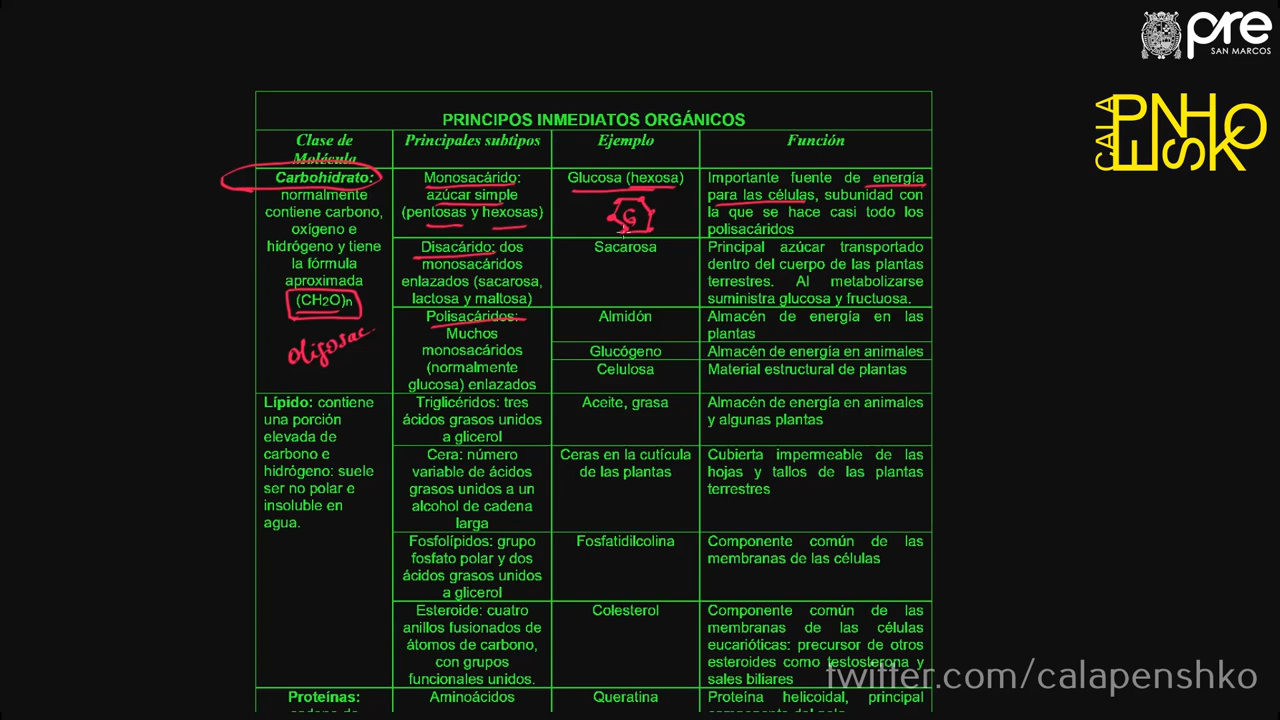 pre
SAN MARCOS
CALA
PENSHKO
PRINCIPOS INMEDIATOS ORGÁNICOS
Clase de Molécula
Principales subtipos
Ejemplo
Función
Carbohidrato:
normalmente
contiene carbono,
oxígeno e
hidrógeno y tiene
la fórmula
aproximada
(CH2O)n
oligosac.
Monosacárido:
azúcar simple
(pentosas y hexosas)
Glucosa (hexosa)
G
Importante fuente de energía
para las células, subunidad con
la que se hace casi todo los
polisacáridos
Disacárido: dos
monosacáridos
enlazados (sacarosa,
lactosa y maltosa)
Sacarosa
Principal azúcar transportado
dentro del cuerpo de las plantas
terrestres. Al metabolizarse
suministra glucosa y fructuosa.
Polisacáridos:
Muchos
monosacáridos
(normalmente
glucosa) enlazados
Almidón
Almacén de energía en las
plantas
Glucógeno
Almacén de energía en animales
Celulosa
Material estructural de plantas
Lípido: contiene
una porción
elevada de
carbono e
hidrógeno: suele
ser no polar e
insoluble en
agua.
Triglicéridos: tres
ácidos grasos unidos
a glicerol
Aceite, grasa
Almacén de energía en animales
y algunas plantas
Cera: número
variable de ácidos
grasos unidos a un
alcohol de cadena
larga
Ceras en la cutícula
de las plantas
Cubierta impermeable de las
hojas y tallos de las plantas
terrestres
Fosfolípidos: grupo
fosfato polar y dos
ácidos grasos unidos
a glicerol
Fosfatidilcolina
Componente común de las
membranas de las células
Esteroide: cuatro
anillos fusionados de
átomos de carbono,
con grupos
funcionales unidos.
Colesterol
Componente común de las
membranas de las células
eucarióticas: precursor de otros
esteroides como testosterona y
sales biliares
twitter.com/calapenshko
Proteínas:
Aminoácidos
Queratina
Proteína helicoidal, principal